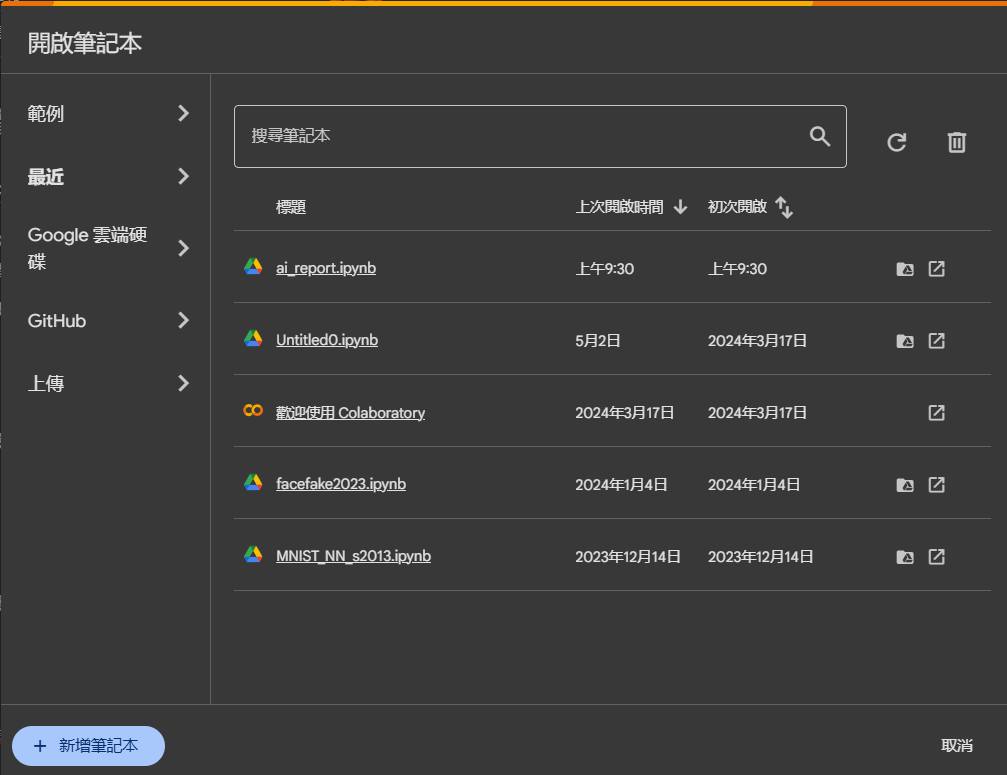 開啟筆記本
範例
最近
Google 雲端硬
碟
GitHub
上傳
搜尋筆記本
標題 上次開啟時間 初次開啟
ai_report.ipynb 上午9:30 上午9:30
Untitled0.ipynb 5月2日 2024年3月17日
歡迎使用 Colaboratory 2024年3月17日 2024年3月17日
facefake2023.ipynb 2024年1月4日 2024年1月4日
MNIST_NN_s2013.ipynb 2023年12月14日 2023年12月14日
+ 新增筆記本
取消